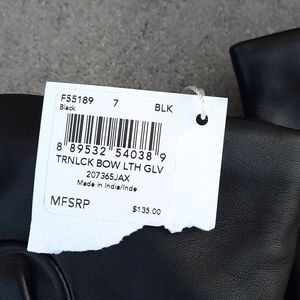 F55189 7 BLK
Black
8 89532 54038 9
TRNLCK BOW LTH GLV
207365JAX
Made in India/Inde
MFSRP $135.00